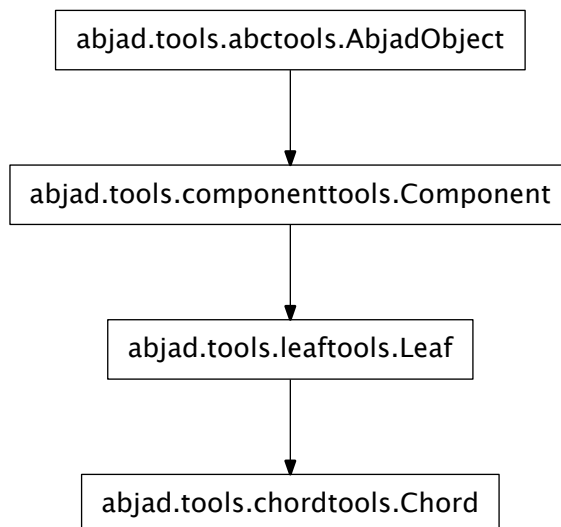 abjad.tools.abctools.AbjadObject
abjad.tools.componenttools.Component
abjad.tools.leaftools.Leaf
abjad.tools.chordtools.Chord